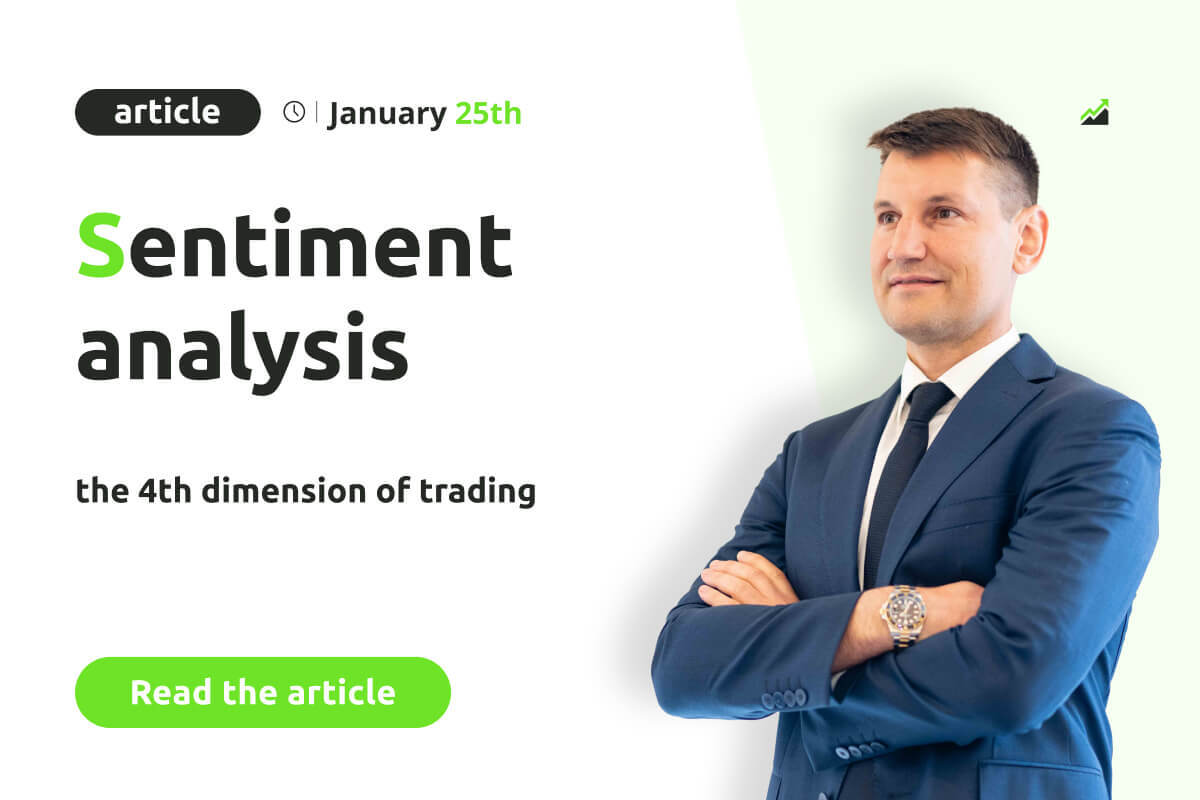 article
January 25th
Sentiment
analysis
the 4th dimension of trading
Read the article